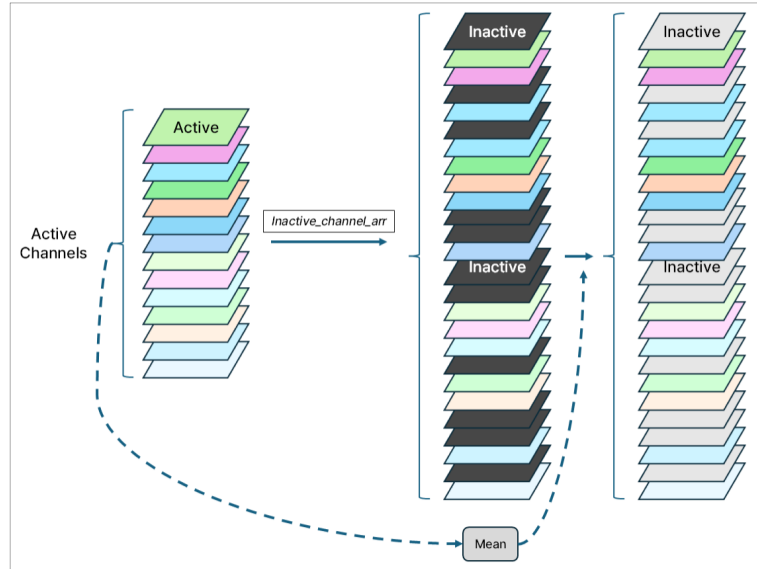 Inactive
Inactive
Active
Inactive_channel_arr
Active
Channels
Inactive
Inactive
Mean